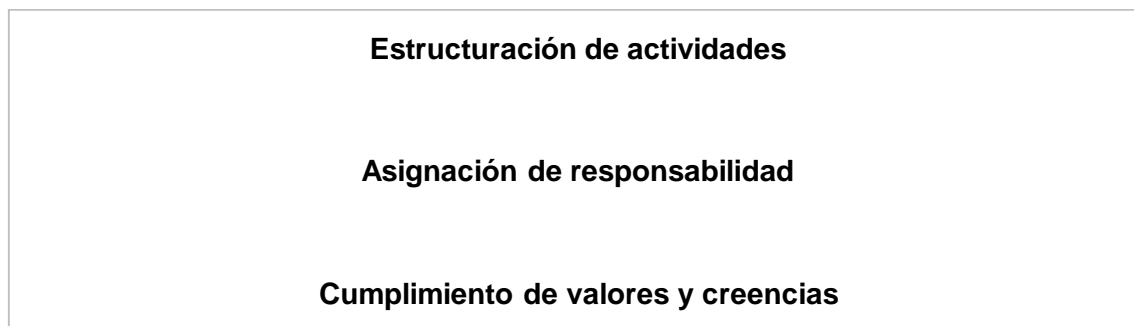 Estructuración de actividades
Asignación de responsabilidad
Cumplimiento de valores y creencias